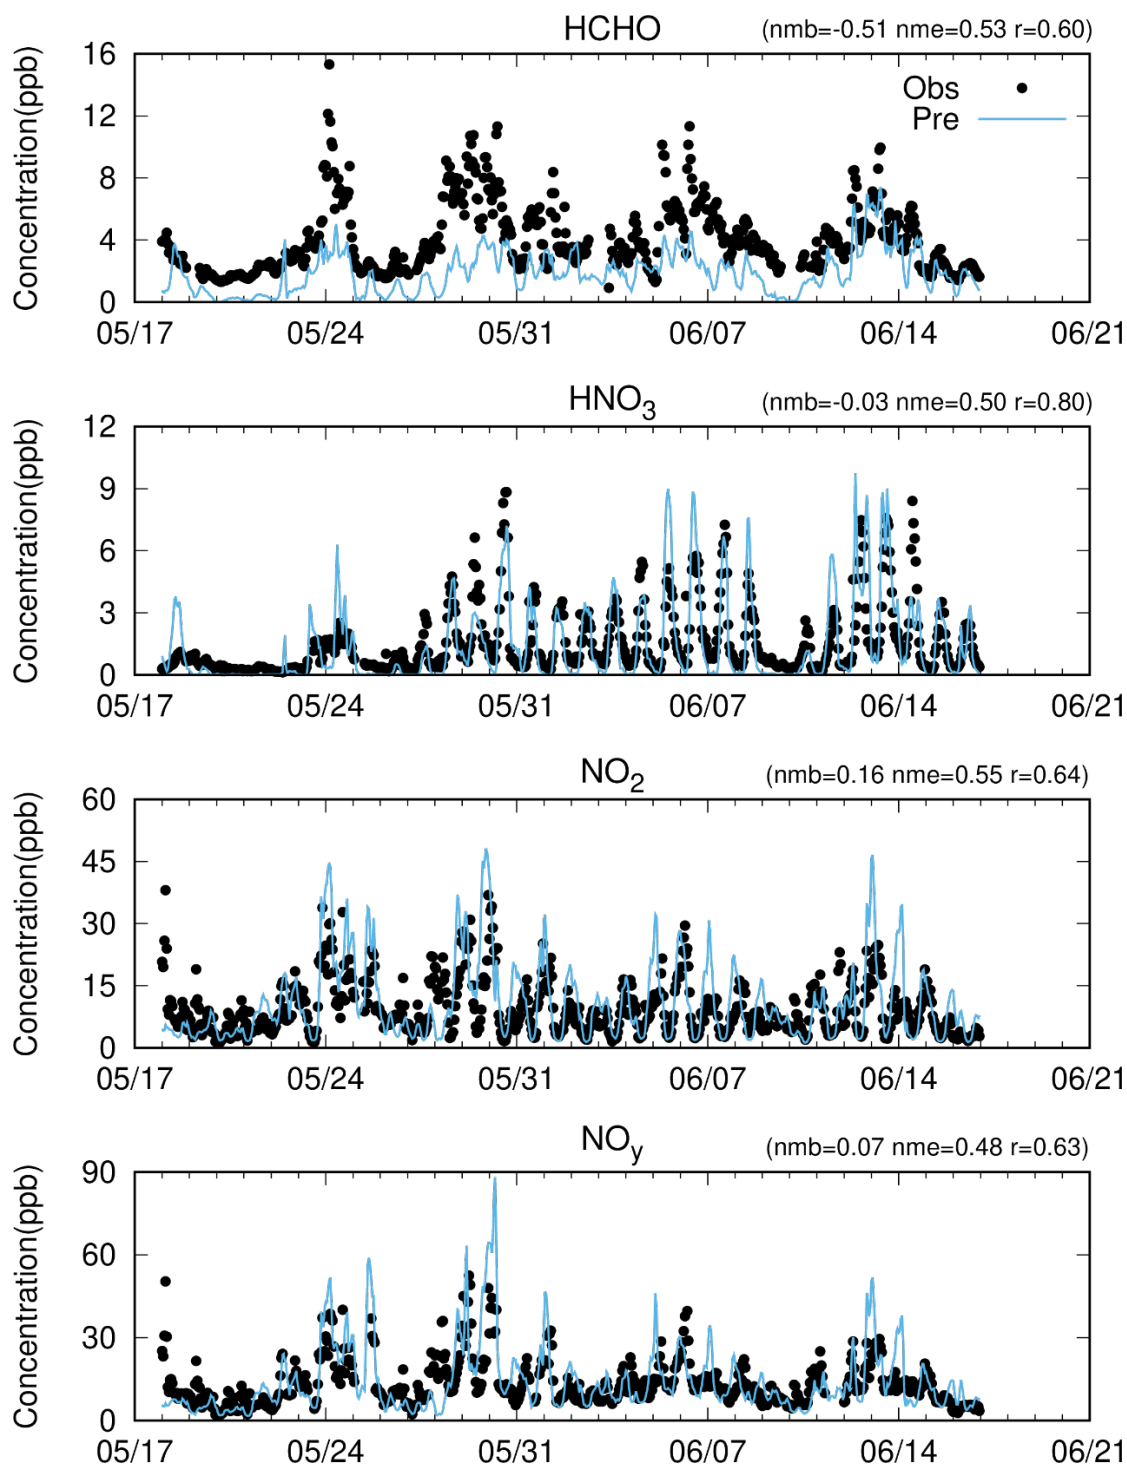 HCHO (nmb=-0.51 nme=0.53 r=0.60)
Concentration(ppb)
16
12
8
4
0
Obs
Pre
05/17 05/24 05/31 06/07 06/14 06/21
HNO3 (nmb=-0.03 nme=0.50 r=0.80)
Concentration(ppb)
12
9
6
3
0
05/17 05/24 05/31 06/07 06/14 06/21
NO2 (nmb=0.16 nme=0.55 r=0.64)
Concentration(ppb)
60
45
30
15
0
05/17 05/24 05/31 06/07 06/14 06/21
NOy (nmb=0.07 nme=0.48 r=0.63)
Concentration(ppb)
90
60
30
0
05/17 05/24 05/31 06/07 06/14 06/21